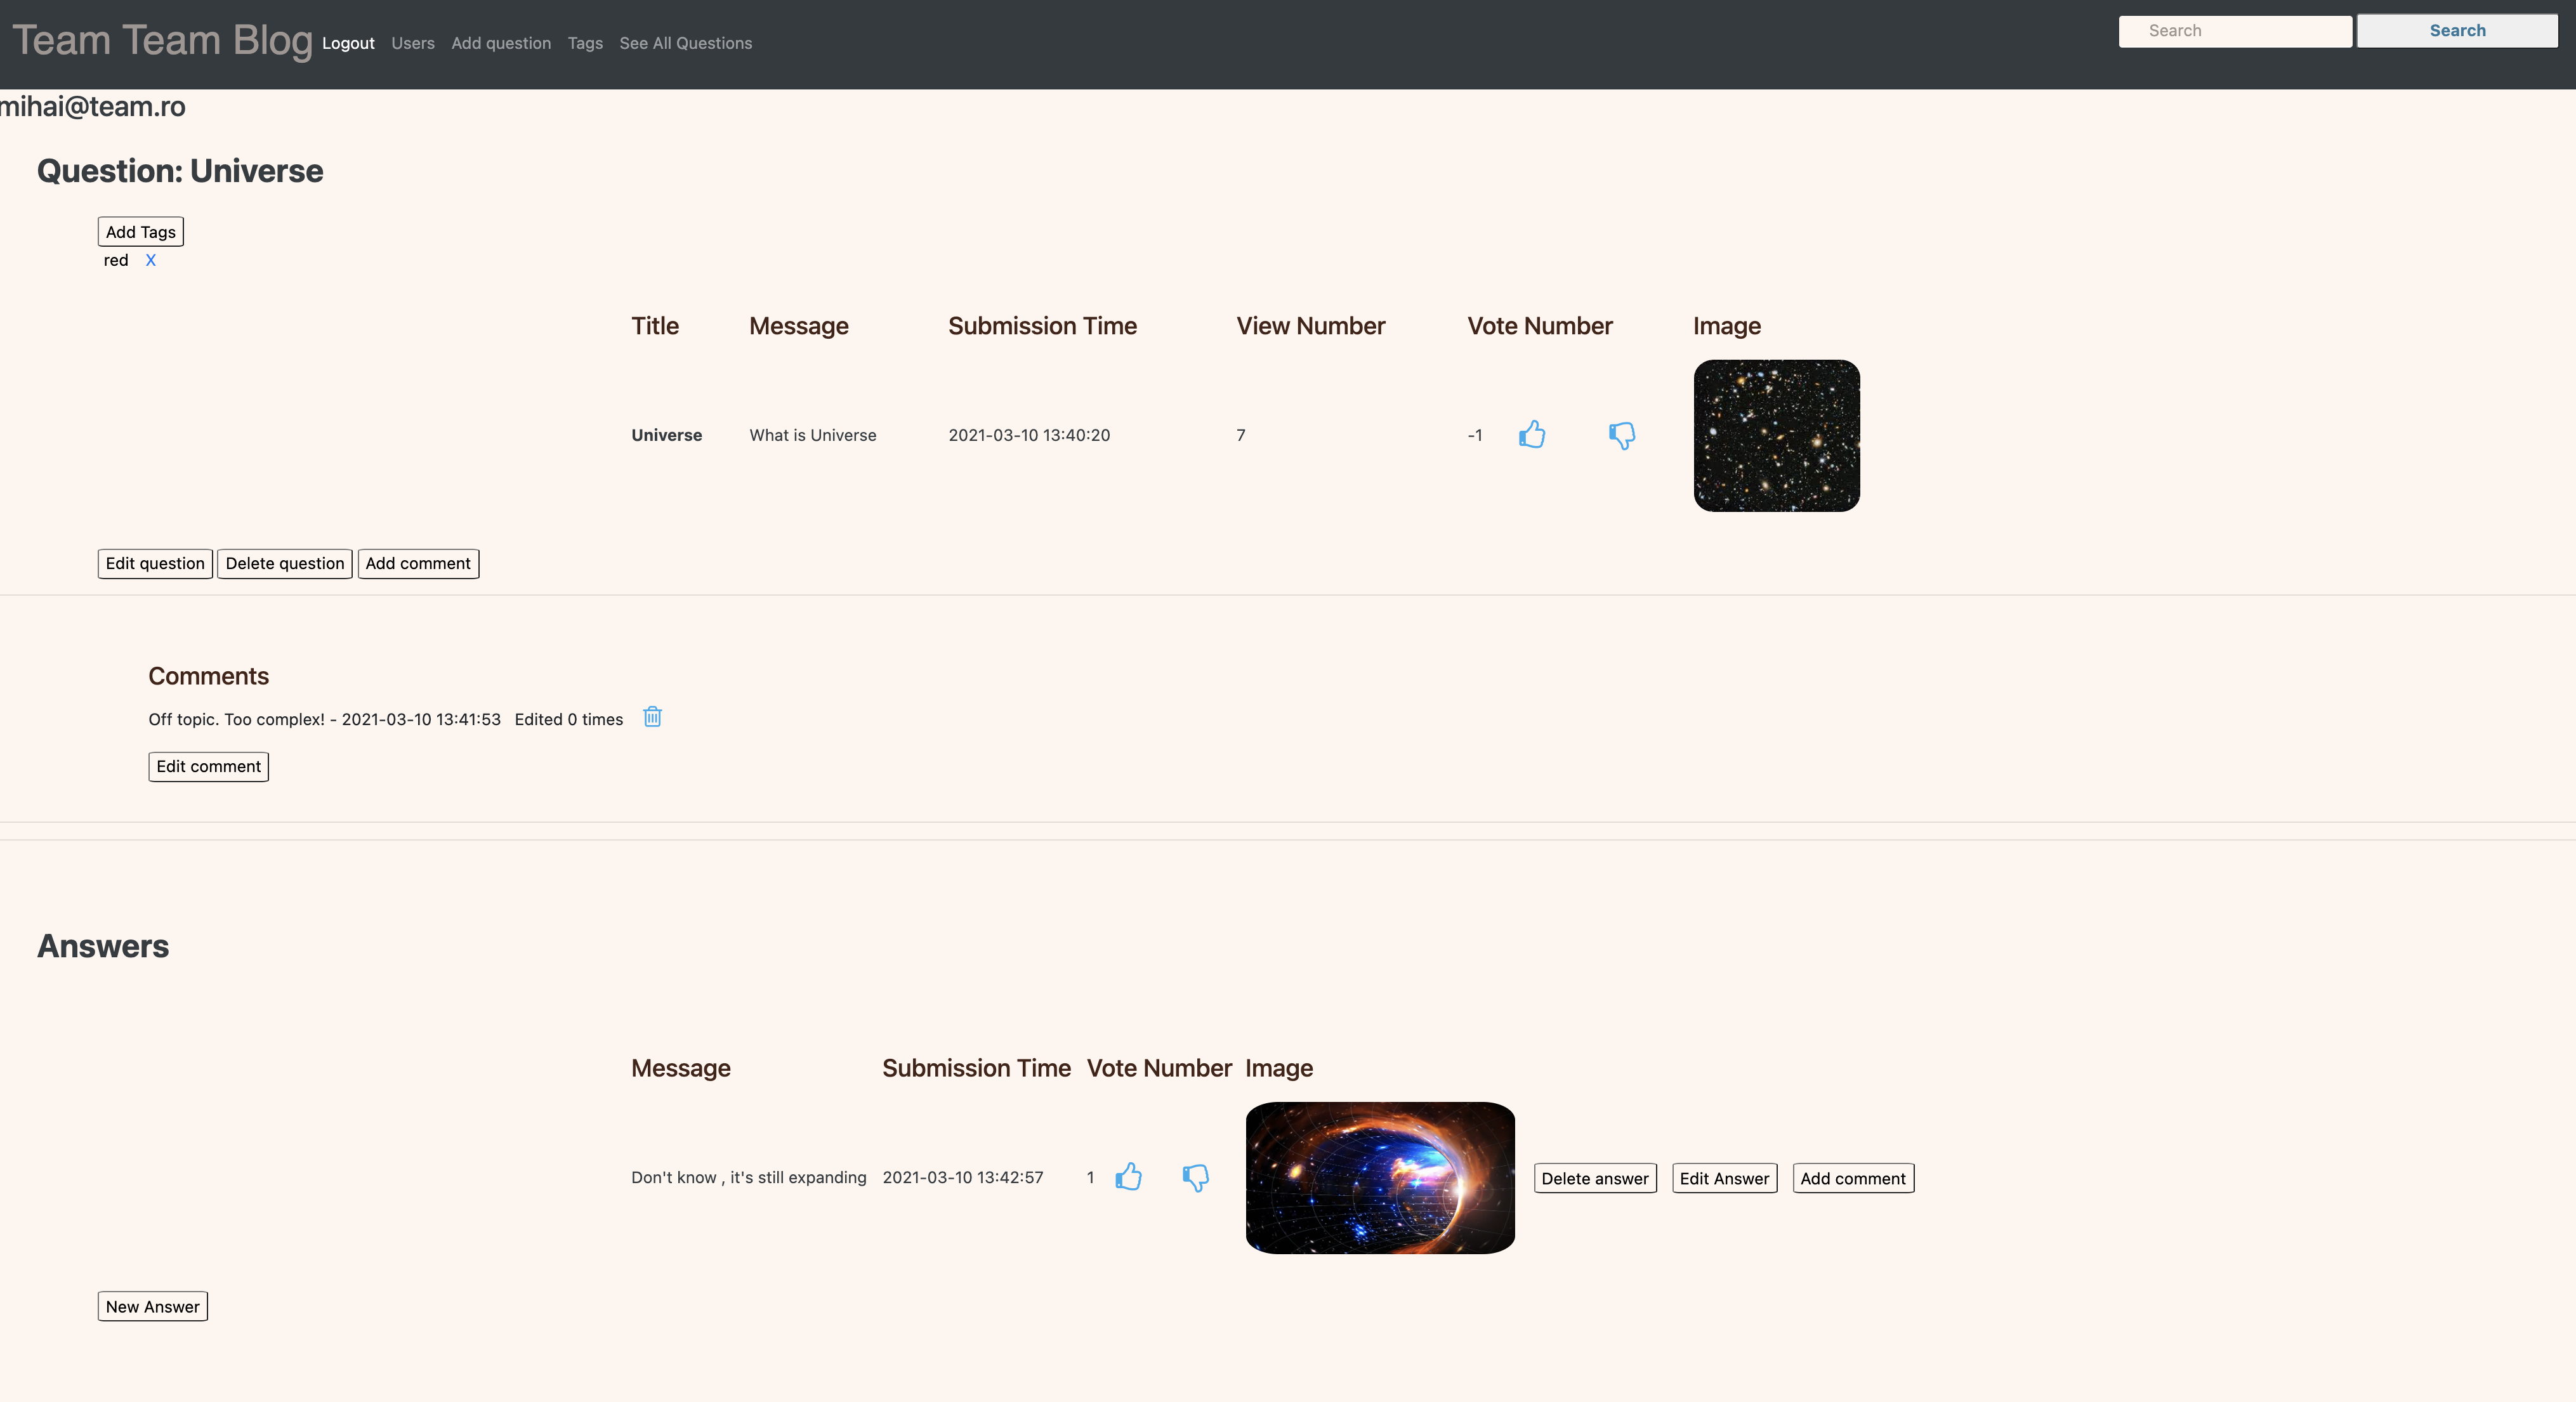 Team Team Blog Logout Users Add question Tags See All Questions Search Search
mihai@team.ro
Question: Universe
Add Tags
red X
Title Message Submission Time View Number Vote Number Image
Universe What is Universe 2021-03-10 13:40:20 7 -1
Edit question Delete question Add comment
Comments
Off topic. Too complex! - 2021-03-10 13:41:53 Edited 0 times
Edit comment
Answers
Message Submission Time Vote Number Image
Don't know , it's still expanding 2021-03-10 13:42:57 1 Delete answer Edit Answer Add comment
New Answer